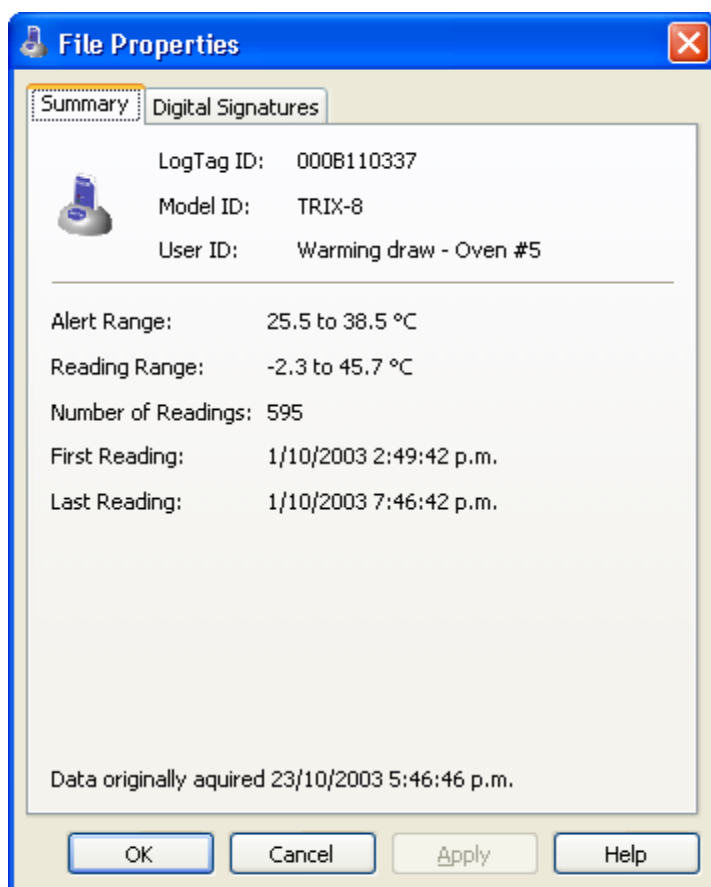 File Properties
Summary Digital Signatures
LogTag ID: 000B110337
Model ID: TRIX-8
User ID: Warming draw - Oven #5
Alert Range: 25.5 to 38.5 °C
Reading Range: -2.3 to 45.7 °C
Number of Readings: 595
First Reading: 1/10/2003 2:49:42 p.m.
Last Reading: 1/10/2003 7:46:42 p.m.
Data originally aquired 23/10/2003 5:46:46 p.m.
OK Cancel Apply Help